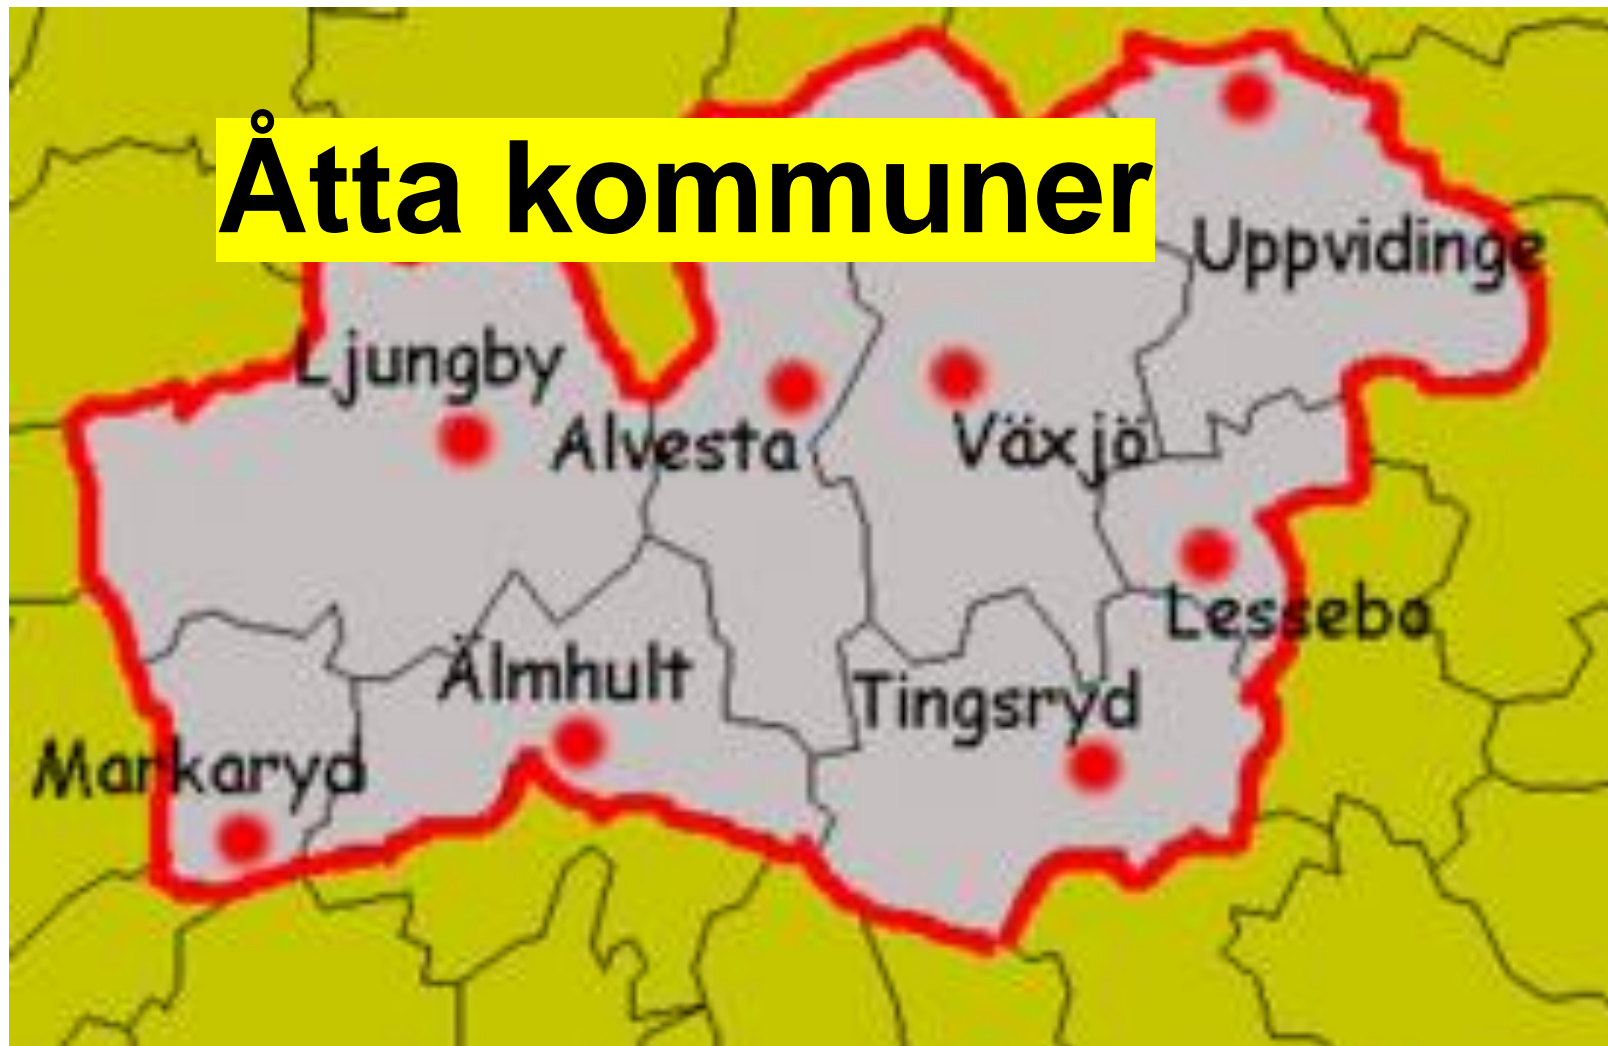 Åtta kommuner
Uppvidinge
Ljungby
Alvesta
Växjö
Lessebo
Älmhult
Tingsryd
Markaryd